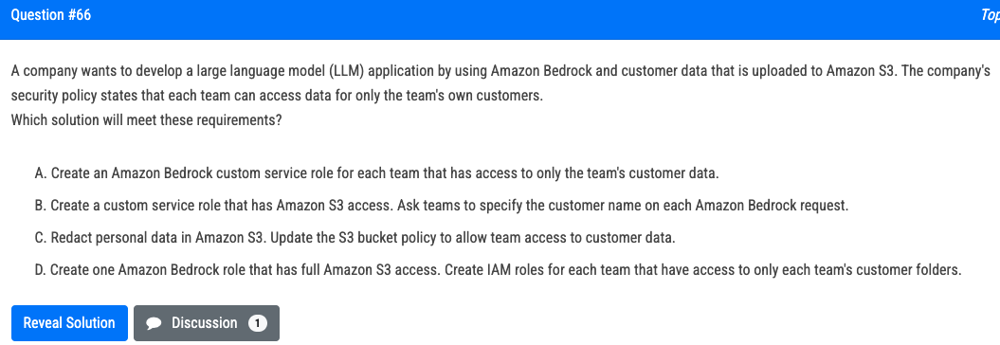 Question #66
Top
A company wants to develop a large language model (LLM) application by using Amazon Bedrock and customer data that is uploaded to Amazon S3. The company's
security policy states that each team can access data for only the team's own customers.
Which solution will meet these requirements?
A. Create an Amazon Bedrock custom service role for each team that has access to only the team's customer data.
B. Create a custom service role that has Amazon S3 access. Ask teams to specify the customer name on each Amazon Bedrock request.
C. Redact personal data in Amazon S3. Update the S3 bucket policy to allow team access to customer data.
D. Create one Amazon Bedrock role that has full Amazon S3 access. Create IAM roles for each team that have access to only each team's customer folders.
Reveal Solution
Discussion 1